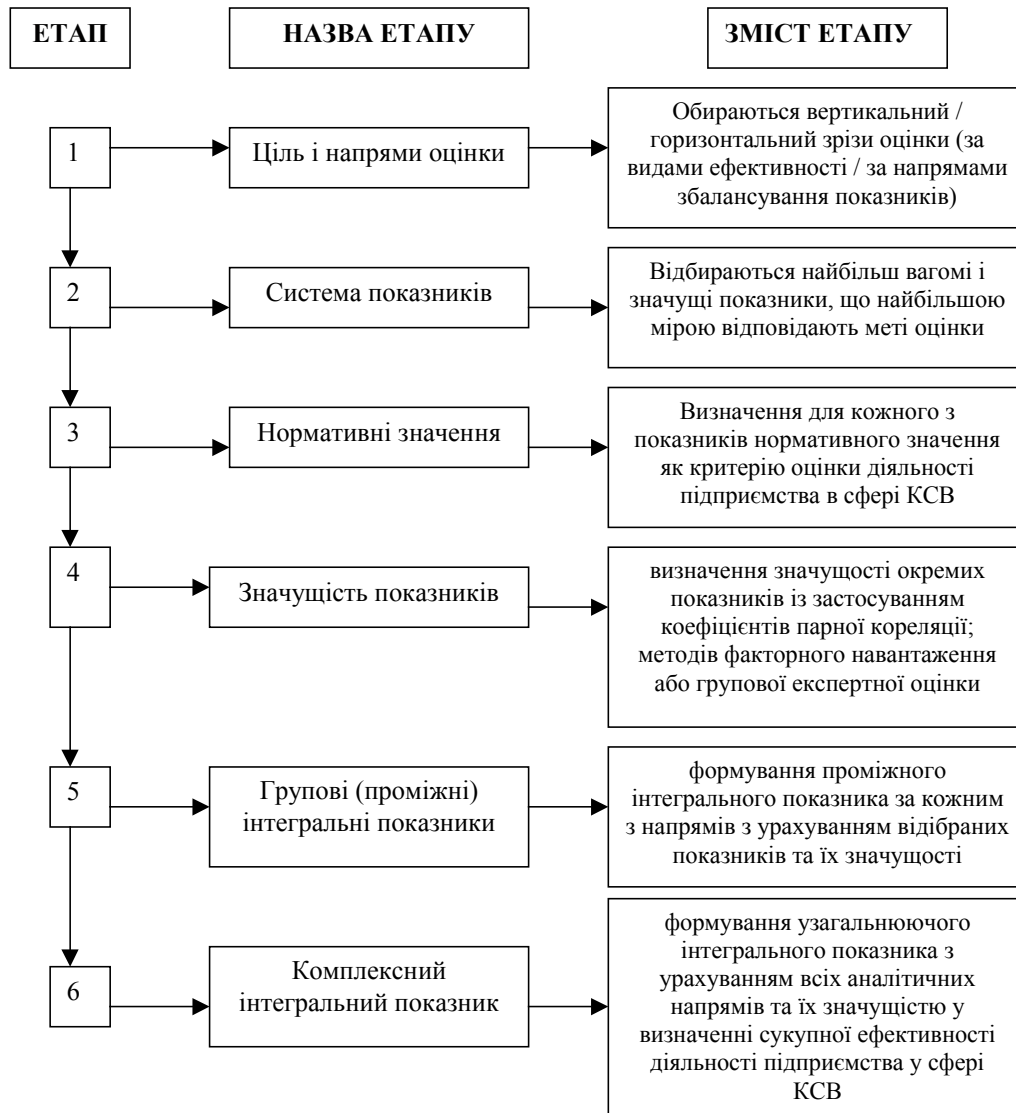 ЕТАП
НАЗВА ЕТАПУ
ЗМІСТ ЕТАПУ
1
Ціль і напрями оцінки
Обираються вертикальний /
горизонтальний зрізи оцінки (за
видами ефективності / за напрямами
збалансування показників)
2
Система показників
Відбираються найбільш вагомі і
значущі показники, що найбільшою
мірою відповідають меті оцінки
3
Нормативні значення
Визначення для кожного з
показників нормативного значення
як критерію оцінки діяльності
підприємства в сфері КСВ
4
Значущість показників
визначення значущості окремих
показників із застосуванням
коефіцієнтів парної кореляції;
методів факторного навантаження
або групової експертної оцінки
5
Групові (проміжні)
інтегральні показники
формування проміжного
інтегрального показника за кожним
з напрямів з урахуванням відібраних
показників та їх значущості
6
Комплексний
інтегральний показник
формування узагальнюючого
інтегрального показника з
урахуванням всіх аналітичних
напрямів та їх значущістю у
визначенні сукупної ефективності
діяльності підприємства у сфері
КСВ